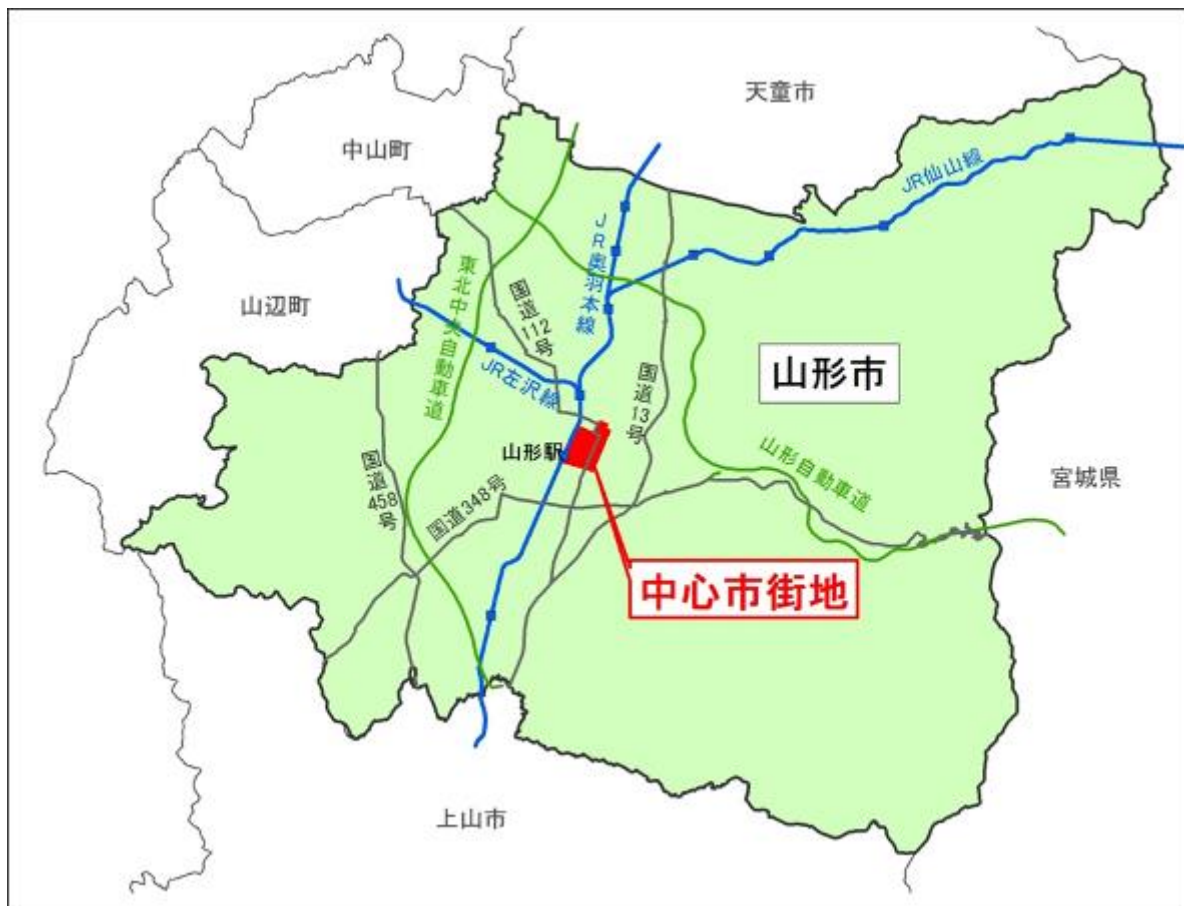 天童市
中山町
JR仙山線
山辺町
東北中央自動車道
国道112号
JR奥羽本線
JR左沢線
国道13号
山形市
山形駅
国道458号
国道348号
山形自動車道
宮城県
中心市街地
上山市